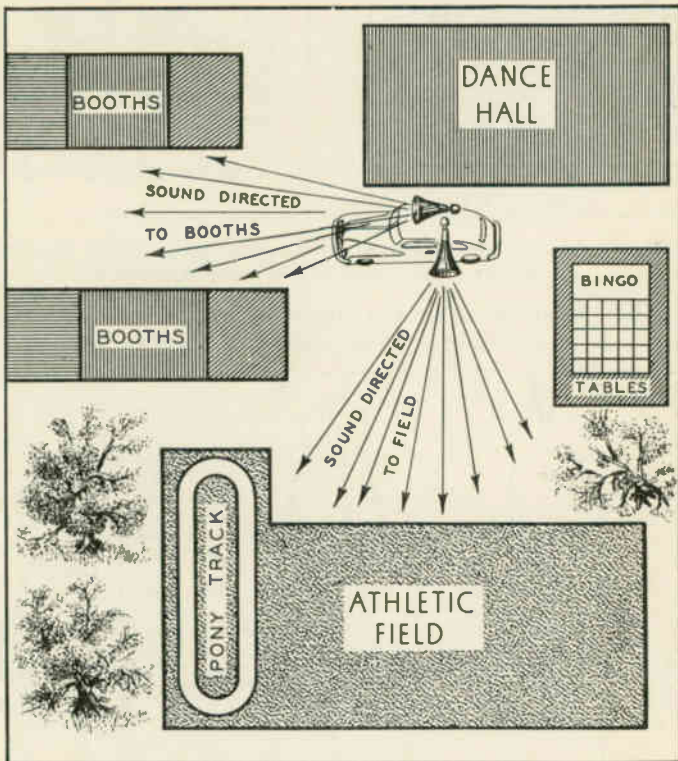 BOOTHS
DANCE
HALL
SOUND DIRECTED
TO BOOTHS
BINGO
TABLES
BOOTHS
SOUND DIRECTED
TO FIELD
PONY TRACK
ATHLETIC
FIELD